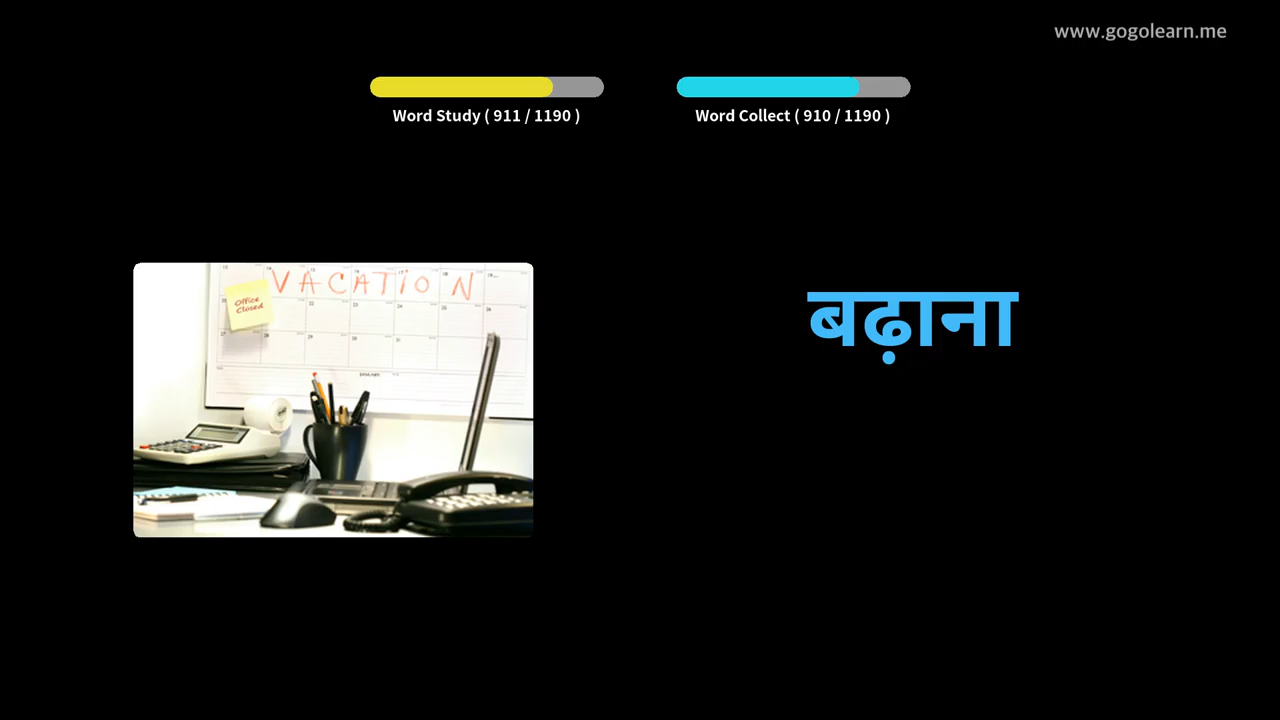 www.gogolearn.me
Word Study ( 911 / 1190 )
Word Collect ( 910 / 1190 )
VACATION
Office
Closed
बढ़ाना